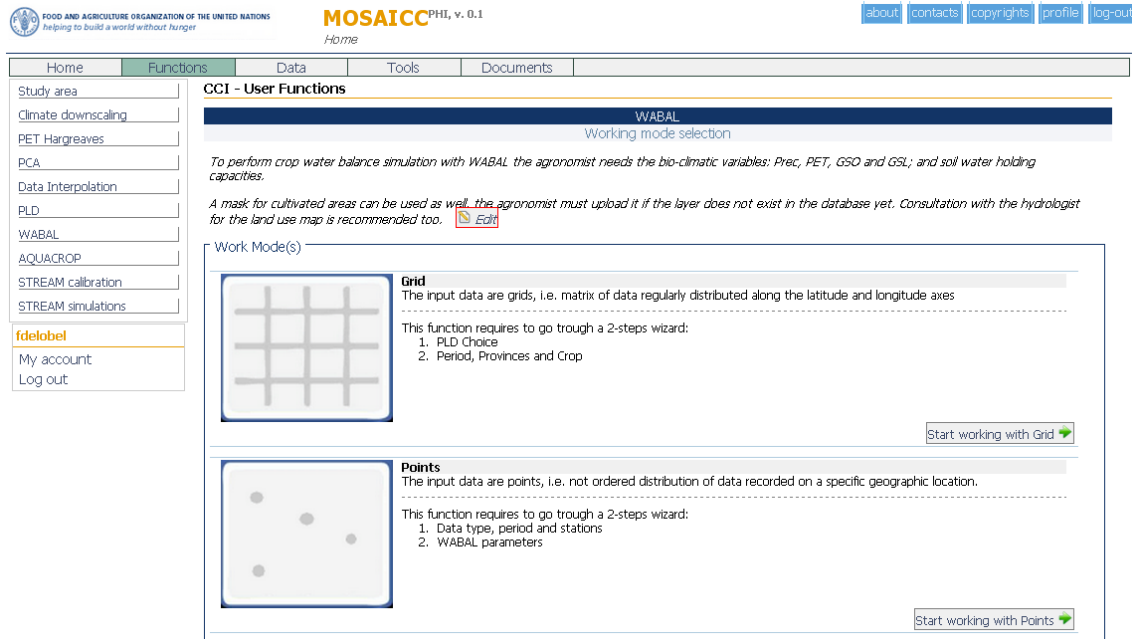 FOOD AND AGRICULTURE ORGANIZATION OF THE UNITED NATIONS
helping to build a world without hunger
MOSAICC PHI, v. 0.1
Home
about contacts copyrights profile log-out
Home Functions Data Tools Documents
Study area
Climate downscaling
PET Hargreaves
PCA
Data Interpolation
PLD
WABAL
AQUACROP
STREAM calibration
STREAM simulations
fdelobel
My account
Log out
CCI - User Functions
WABAL
Working mode selection
To perform crop water balance simulation with WABAL the agronomist needs the bio-climatic variables: Prec, PET, GSO and GSL; and soil water holding
capacities.
A mask for cultivated areas can be used as well, the agronomist must upload it if the layer does not exist in the database yet. Consultation with the hydrologist
for the land use map is recommended too. Edit
Work Mode(s)
Grid
The input data are grids, i.e. matrix of data regularly distributed along the latitude and longitude axes
This function requires to go trough a 2-steps wizard:
1. PLD Choice
2. Period, Provinces and Crop
Start working with Grid
Points
The input data are points, i.e. not ordered distribution of data recorded on a specific geographic location.
This function requires to go trough a 2-steps wizard:
1. Data type, period and stations
2. WABAL parameters
Start working with Points